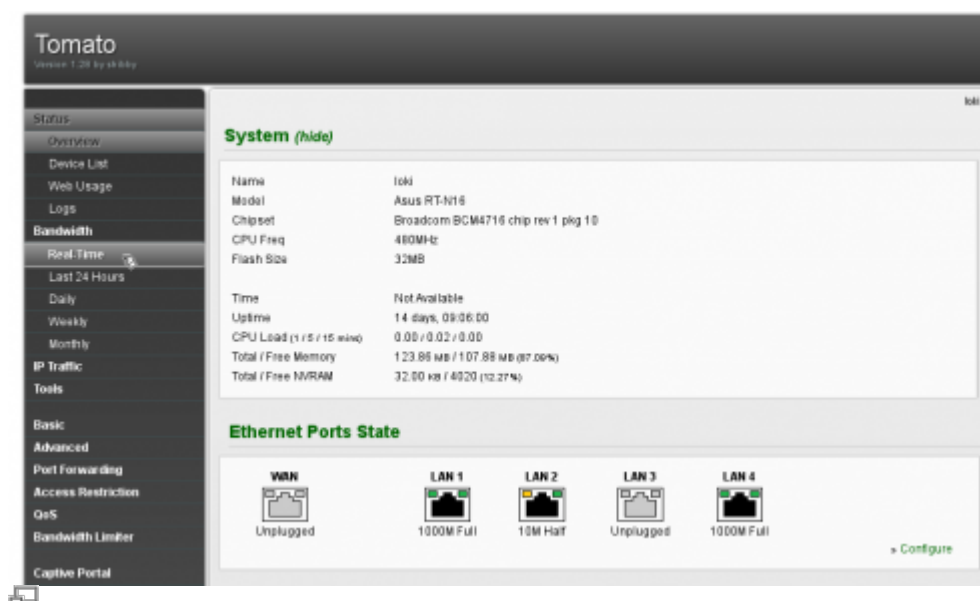 Tomato
Version 1.28 by shibby
loki
Status
Overview
Device List
Web Usage
Logs
Bandwidth
Real-Time
Last 24 Hours
Daily
Weekly
Monthly
IP Traffic
Tools
Basic
Advanced
Port Forwarding
Access Restriction
QoS
Bandwidth Limiter
Captive Portal
System (hide)
Name loki
Model Asus RT-N16
Chipset Broadcom BCM4716 chip rev 1 pkg 10
CPU Freq 480MHz
Flash Size 32MB
Time Not Available
Uptime 14 days, 09:06:00
CPU Load (1 / 5 / 15 mins) 0.00 / 0.02 / 0.00
Total / Free Memory 123.86 MB / 107.88 MB (87.09%)
Total / Free NVRAM 32.00 KB / 4020 (12.27%)
Ethernet Ports State
WAN LAN 1 LAN 2 LAN 3 LAN 4
Unplugged 1000M Full 10M Half Unplugged 1000M Full
» Configure